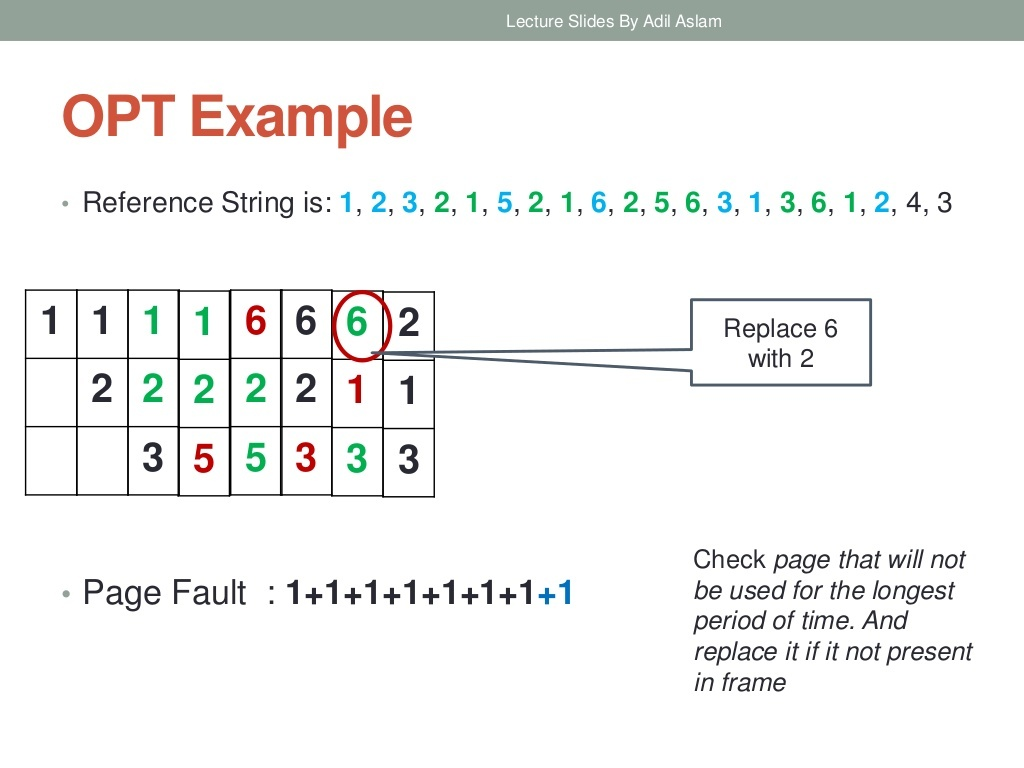 Lecture Slides By Adil Aslam
OPT Example
• Reference String is: 1, 2, 3, 2, 1, 5, 2, 1, 6, 2, 5, 6, 3, 1, 3, 6, 1, 2, 4, 3
1 1 1 1 6 6 6 2
2 2 2 2 2 1 1
3 5 5 3 3 3
Replace 6
with 2
• Page Fault : 1+1+1+1+1+1+1+1
Check page that will not
be used for the longest
period of time. And
replace it if it not present
in frame